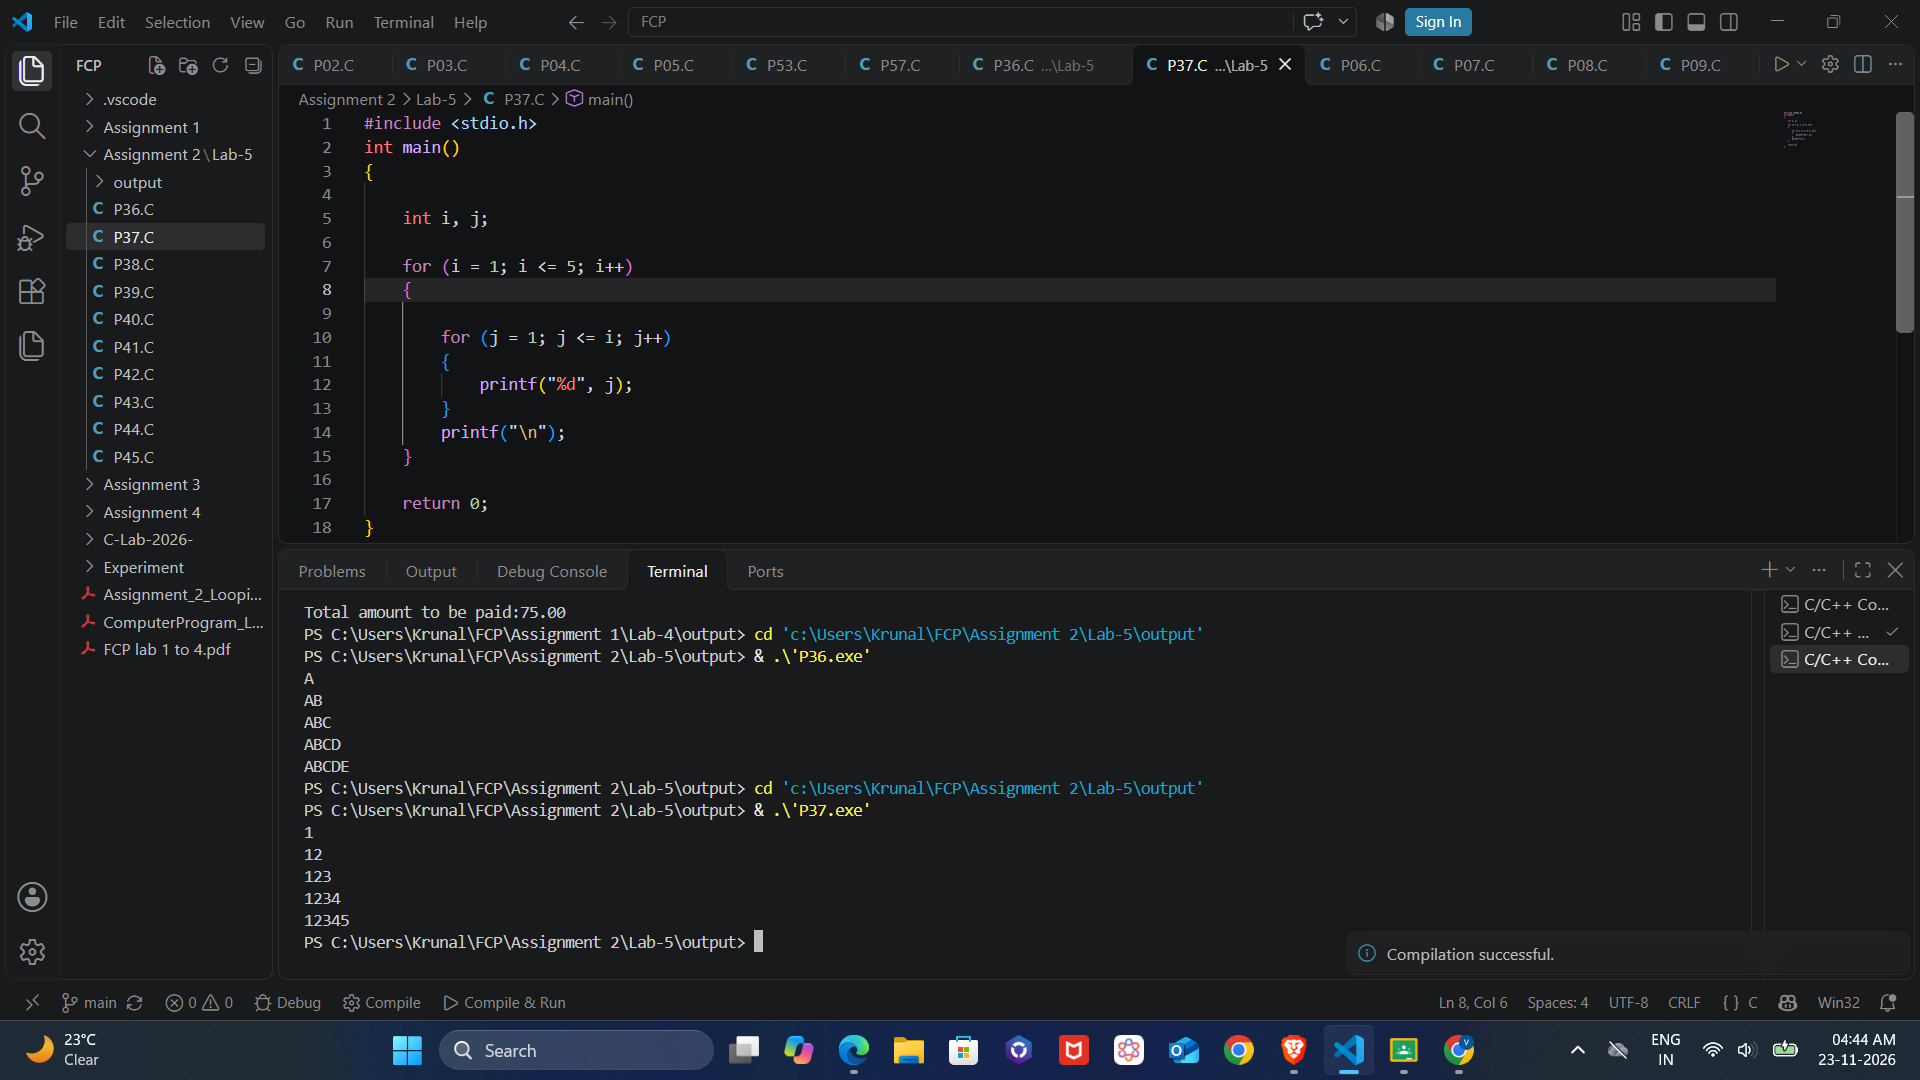 File Edit Selection View Go Run Terminal Help
FCP
Sign In
FCP
.vscode
Assignment 1
Assignment 2\Lab-5
output
P36.C
P37.C
P38.C
P39.C
P40.C
P41.C
P42.C
P43.C
P44.C
P45.C
Assignment 3
Assignment 4
C-Lab-2026-
Experiment
Assignment_2_Loopi...
ComputerProgram_L...
FCP lab 1 to 4.pdf
C P02.C C P03.C C P04.C C P05.C C P53.C C P57.C C P36.C ...\Lab-5 C P37.C ...\Lab-5 C P06.C C P07.C C P08.C C P09.C
Assignment 2 > Lab-5 > C P37.C > main()
1 #include <stdio.h>
2 int main()
3 {
4
5 int i, j;
6
7 for (i = 1; i <= 5; i++)
8 {
9
10 for (j = 1; j <= i; j++)
11 {
12 printf("%d", j);
13 }
14 printf("\n");
15 }
16
17 return 0;
18 }
Problems Output Debug Console Terminal Ports
Total amount to be paid:75.00
PS C:\Users\Krunal\FCP\Assignment 1\Lab-4\output> cd 'c:\Users\Krunal\FCP\Assignment 2\Lab-5\output'
PS C:\Users\Krunal\FCP\Assignment 2\Lab-5\output> & .\'P36.exe'
A
AB
ABC
ABCD
ABCDE
PS C:\Users\Krunal\FCP\Assignment 2\Lab-5\output> cd 'c:\Users\Krunal\FCP\Assignment 2\Lab-5\output'
PS C:\Users\Krunal\FCP\Assignment 2\Lab-5\output> & .\'P37.exe'
1
12
123
1234
12345
PS C:\Users\Krunal\FCP\Assignment 2\Lab-5\output>
C/C++ Co...
C/C++ ...
C/C++ Co...
Compilation successful.
main 0 0 Debug Compile Compile & Run
Ln 8, Col 6 Spaces: 4 UTF-8 CRLF {} C Win32
23°C
Clear
Search
ENG
IN
04:44 AM
23-11-2026